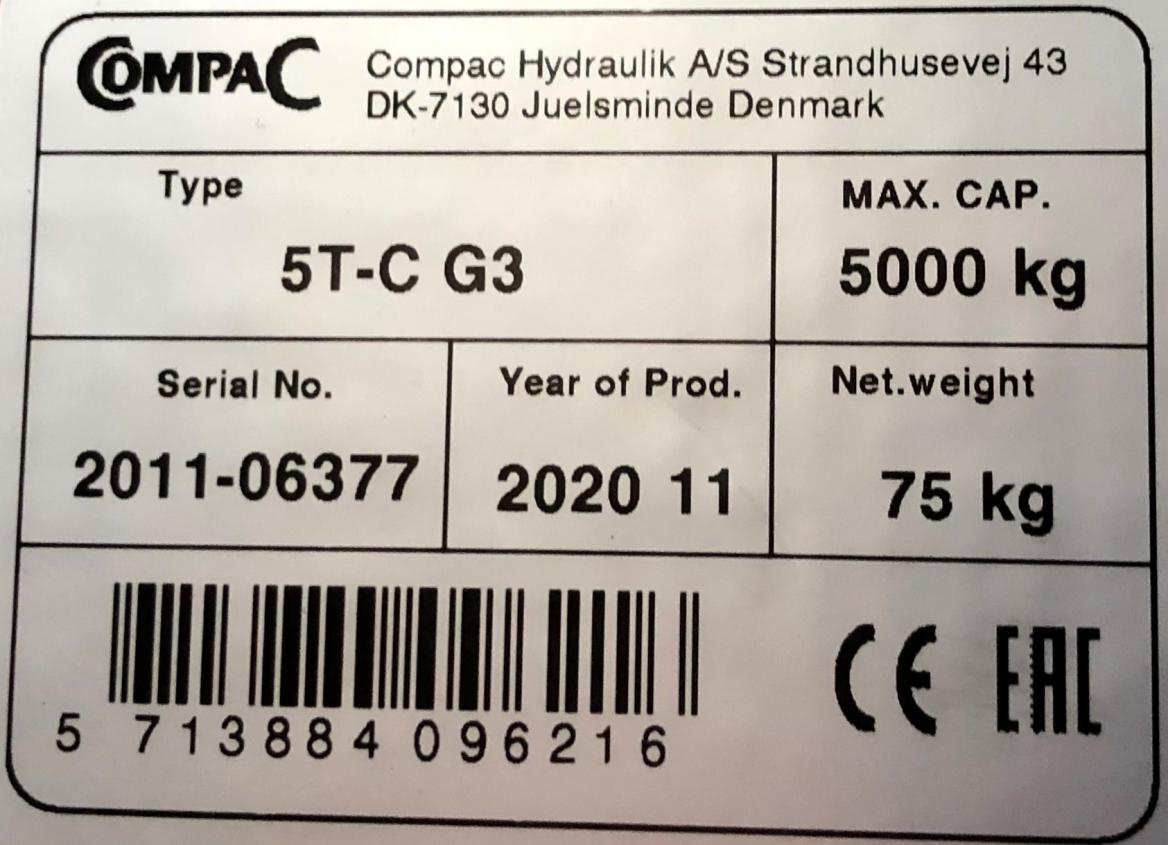 COMPAC
Compac Hydraulik A/S Strandhusevej 43
DK-7130 Juelsminde Denmark
Type
5T-C G3
MAX. CAP.
5000 kg
Serial No.
2011-06377
Year of Prod.
2020 11
Net.weight
75 kg
5 713884 096216
CE EAC